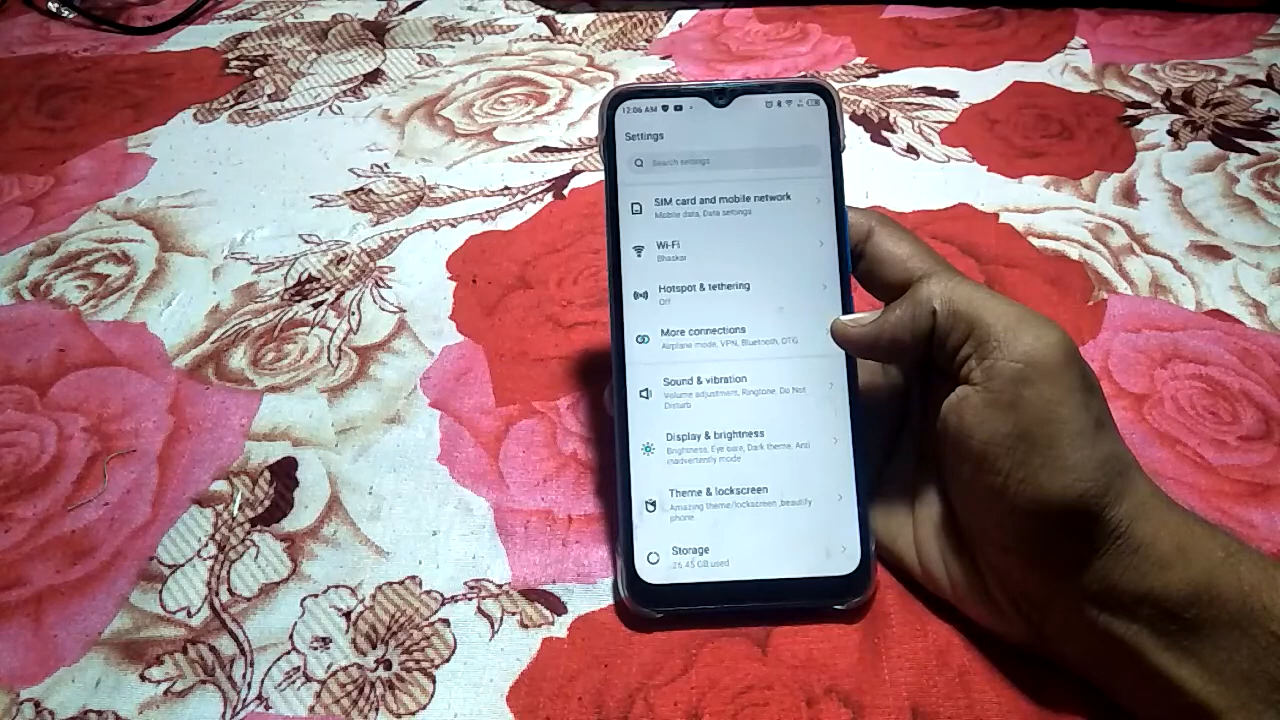 12:06 AM
Settings
Search settings
SIM card and mobile network
Mobile data, Data settings
Wi-Fi
Bhaskar
Hotspot & tethering
Off
More connections
Airplane mode, VPN, Bluetooth, OTG
Sound & vibration
Volume adjustment, Ringtone, Do Not
Disturb
Display & brightness
Brightness, Eye care, Dark theme, Anti
inadvertently mode
Theme & lockscreen
Amazing theme/lockscreen ,beautify
phone
Storage
26.45 GB used